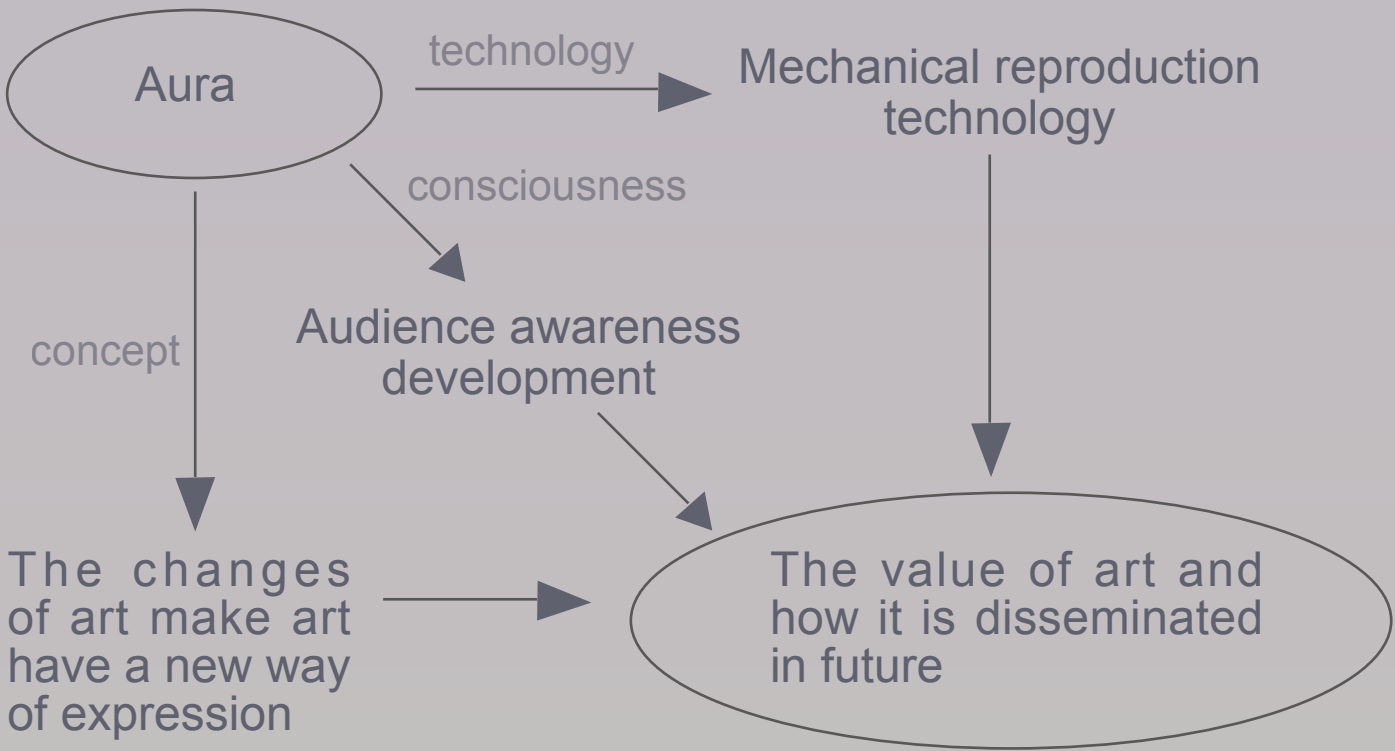 Aura
technology
Mechanical reproduction
technology
consciousness
Audience awareness
development
concept
The changes
of art make art
have a new way
of expression
The value of art and
how it is disseminated
in future